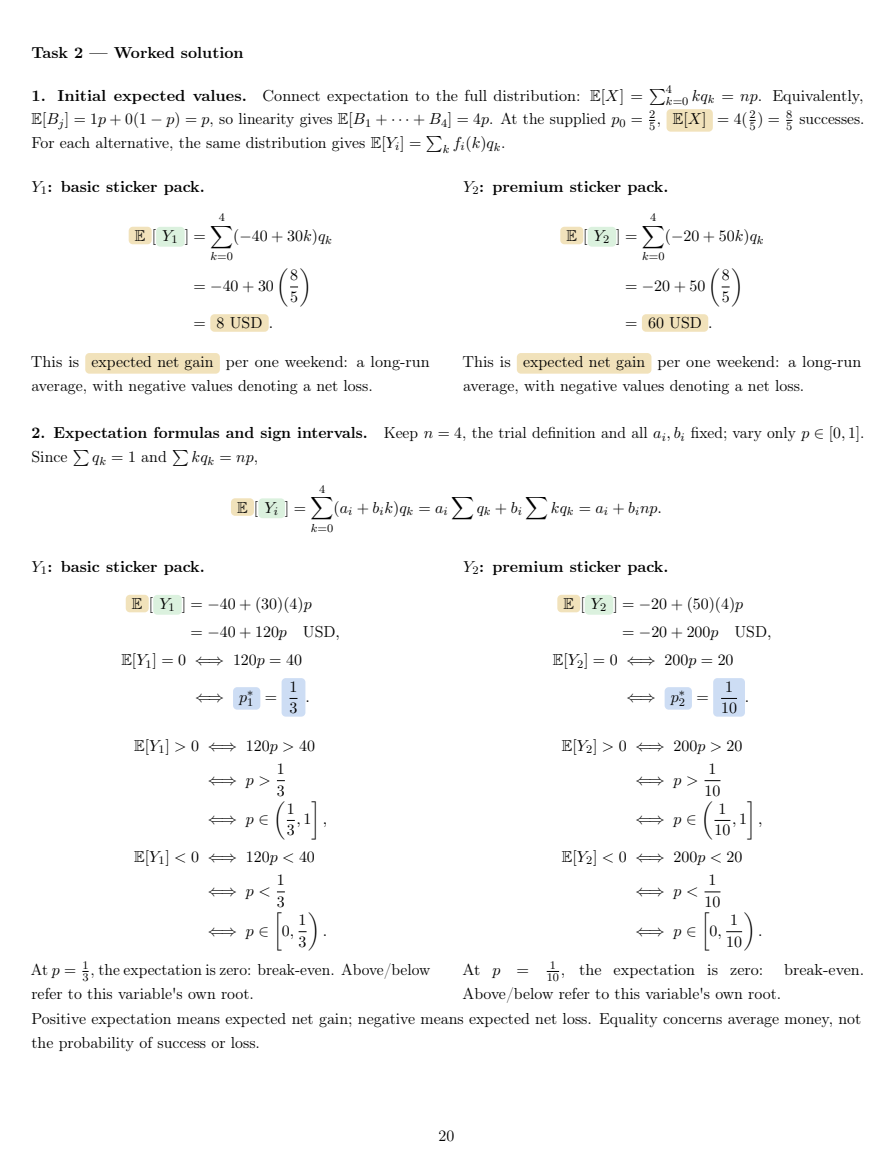 Task 2 — Worked solution
1. Initial expected values. Connect expectation to the full distribution: 𝔼[X] = ∑⁴ₖ₌₀ kqₖ = np. Equivalently,
𝔼[Bⱼ] = 1p + 0(1 − p) = p, so linearity gives 𝔼[B₁ + ⋯ + B₄] = 4p. At the supplied p₀ = 2/5, 𝔼[X] = 4(2/5) = 8/5 successes.
For each alternative, the same distribution gives 𝔼[Yᵢ] = ∑ₖ fᵢ(k)qₖ.
Y₁: basic sticker pack.
𝔼[Y₁] = ∑⁴ₖ₌₀ (−40 + 30k)qₖ
= −40 + 30 (8/5)
= 8 USD.
This is expected net gain per one weekend: a long-run
average, with negative values denoting a net loss.
Y₂: premium sticker pack.
𝔼[Y₂] = ∑⁴ₖ₌₀ (−20 + 50k)qₖ
= −20 + 50 (8/5)
= 60 USD.
This is expected net gain per one weekend: a long-run
average, with negative values denoting a net loss.
2. Expectation formulas and sign intervals. Keep n = 4, the trial definition and all aᵢ, bᵢ fixed; vary only p ∈ [0, 1].
Since ∑ qₖ = 1 and ∑ kqₖ = np,
𝔼[Yᵢ] = ∑⁴ₖ₌₀ (aᵢ + bᵢk)qₖ = aᵢ ∑ qₖ + bᵢ ∑ kqₖ = aᵢ + bᵢnp.
Y₁: basic sticker pack.
𝔼[Y₁] = −40 + (30)(4)p
= −40 + 120p USD,
𝔼[Y₁] = 0 ⟺ 120p = 40
⟺ p₁* = 1/3.
𝔼[Y₁] > 0 ⟺ 120p > 40
⟺ p > 1/3
⟺ p ∈ (1/3, 1],
𝔼[Y₁] < 0 ⟺ 120p < 40
⟺ p < 1/3
⟺ p ∈ [0, 1/3).
At p = 1/3, the expectation is zero: break-even. Above/below
refer to this variable's own root.
Y₂: premium sticker pack.
𝔼[Y₂] = −20 + (50)(4)p
= −20 + 200p USD,
𝔼[Y₂] = 0 ⟺ 200p = 20
⟺ p₂* = 1/10.
𝔼[Y₂] > 0 ⟺ 200p > 20
⟺ p > 1/10
⟺ p ∈ (1/10, 1],
𝔼[Y₂] < 0 ⟺ 200p < 20
⟺ p < 1/10
⟺ p ∈ [0, 1/10).
At p = 1/10, the expectation is zero: break-even.
Above/below refer to this variable's own root.
Positive expectation means expected net gain; negative means expected net loss. Equality concerns average money, not
the probability of success or loss.
20